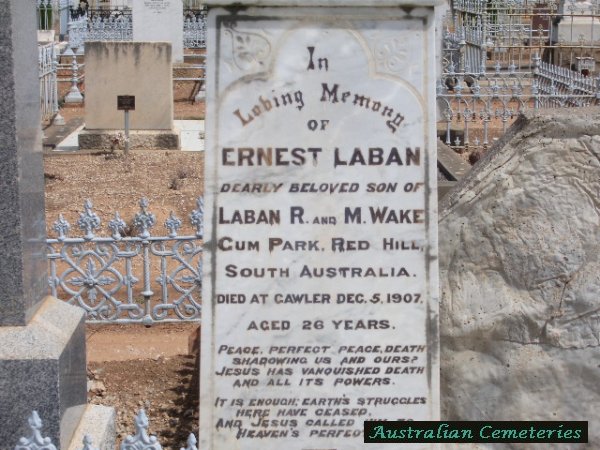 In
Loving Memory
OF
ERNEST LABAN
DEARLY BELOVED SON OF
LABAN R. AND M. WAKE
GUM PARK, RED HILL,
SOUTH AUSTRALIA.
DIED AT GAWLER DEC. 5, 1907,
AGED 26 YEARS.
PEACE, PERFECT PEACE, DEATH
SHADOWING US AND OURS?
JESUS HAS VANQUISHED DEATH
AND ALL ITS POWERS.
IT IS ENOUGH; EARTH'S STRUGGLES
HERE HAVE CEASED,
AND JESUS CALLED
HEAVEN'S
Australian Cemeteries